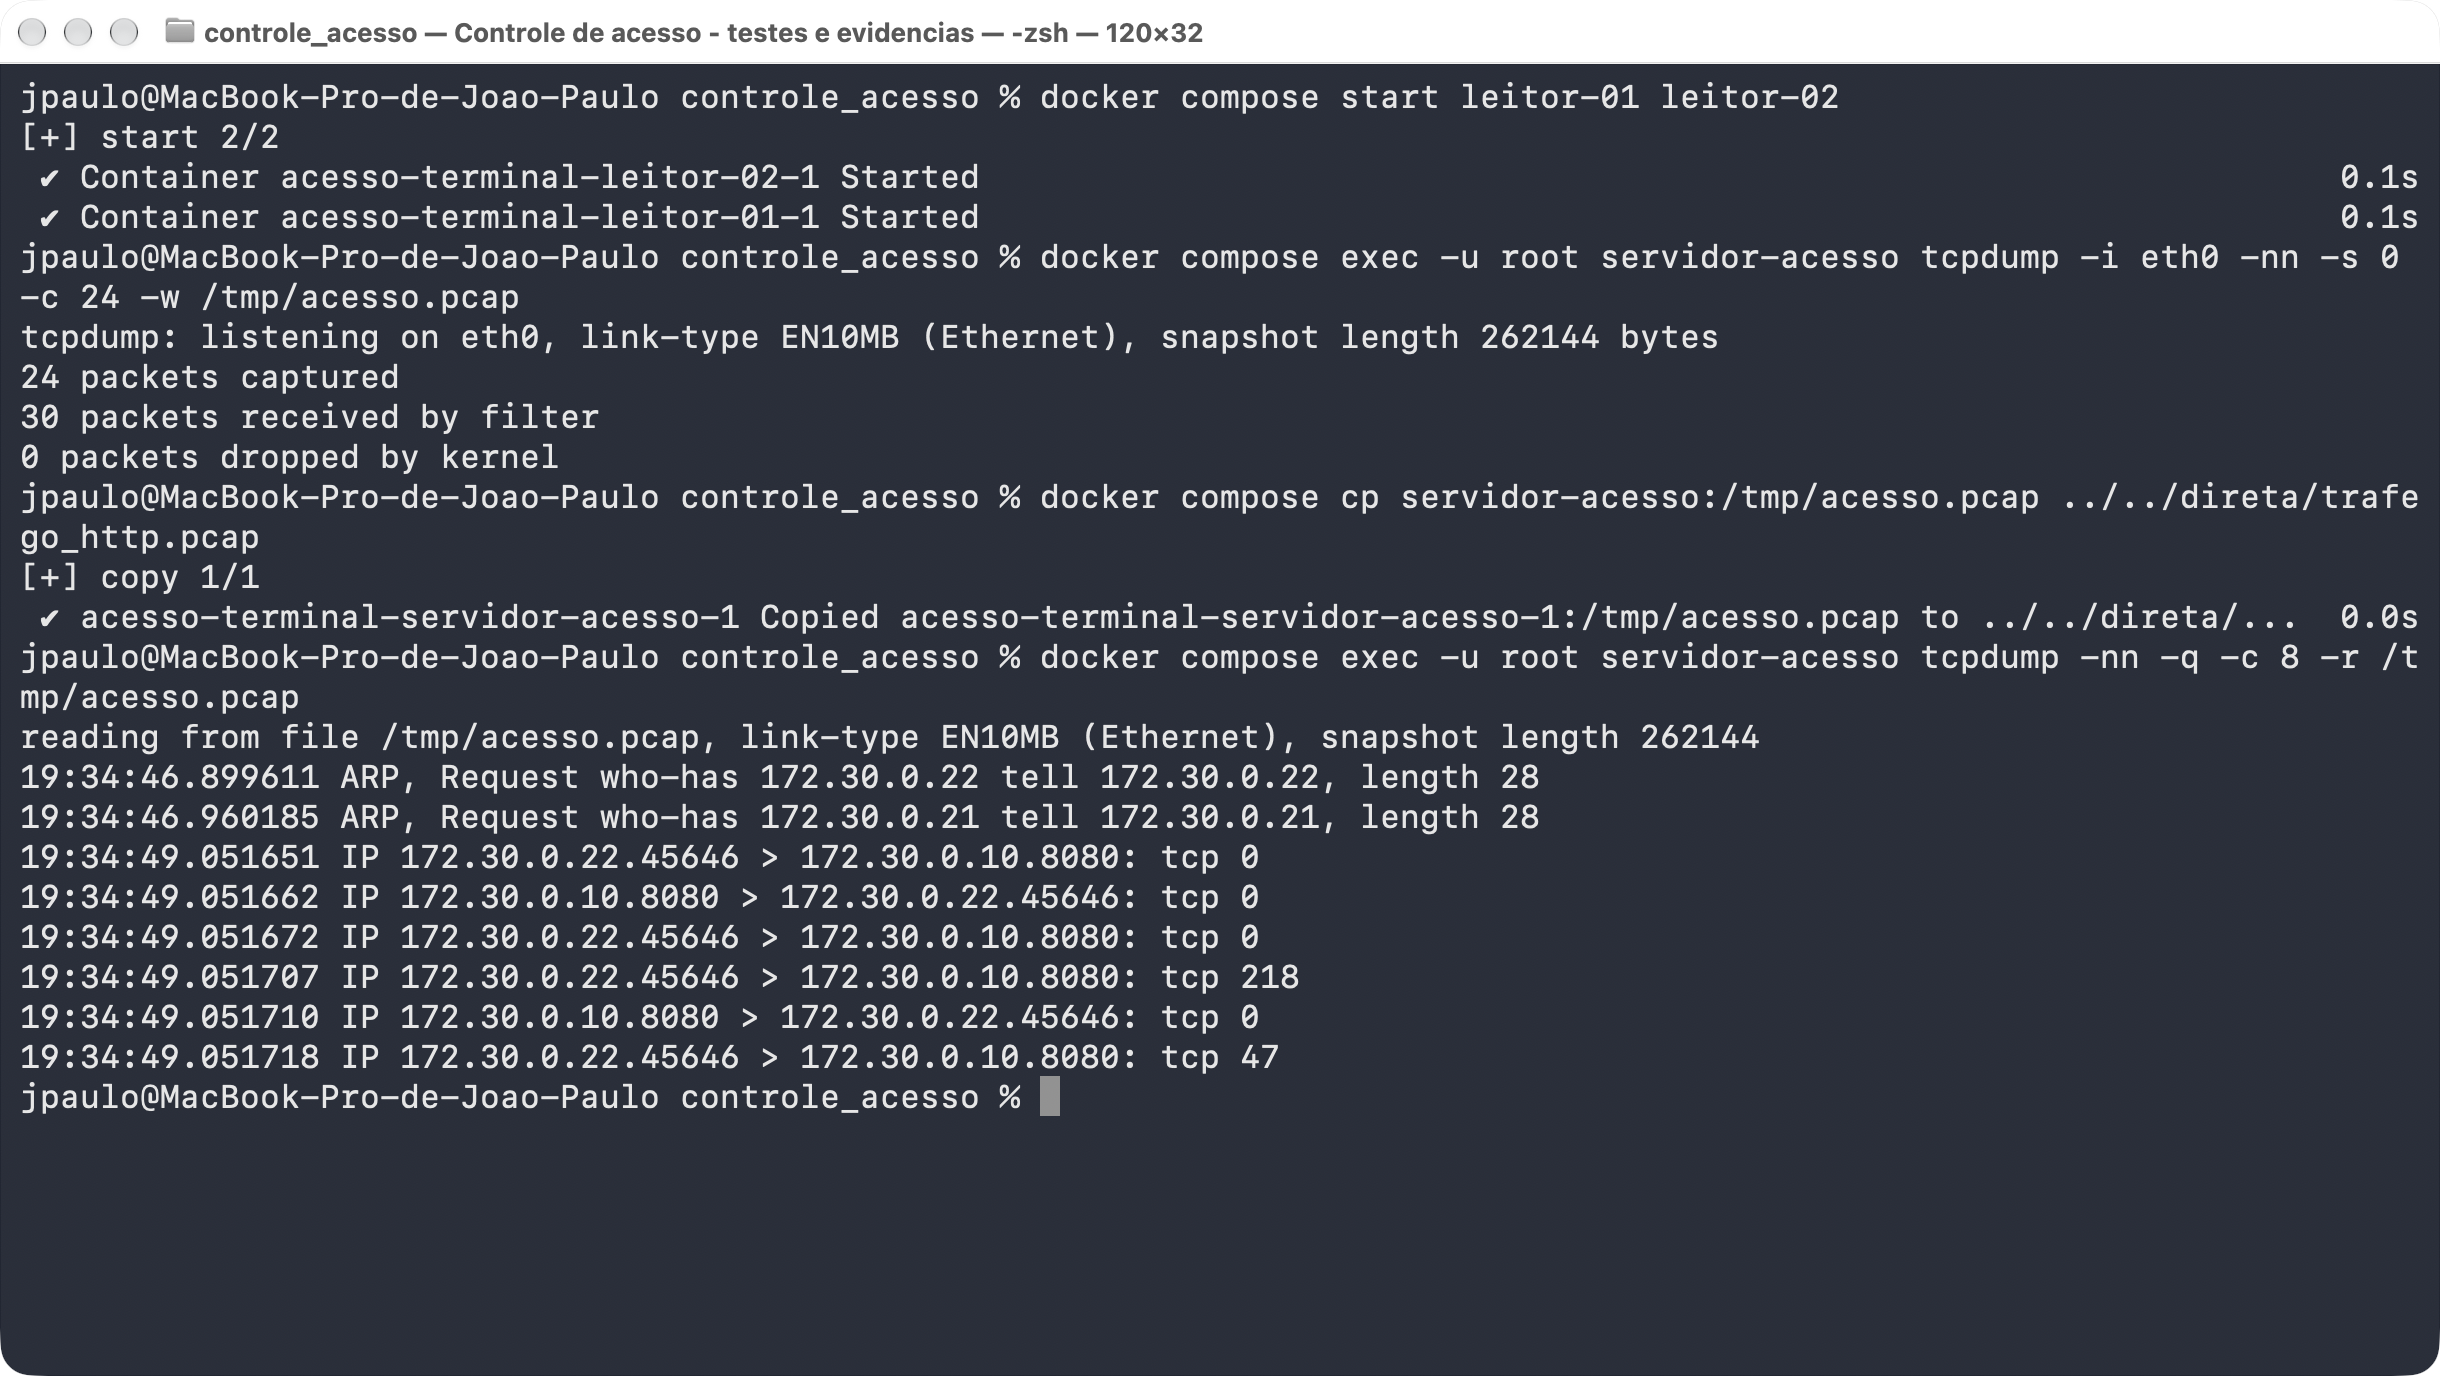 controle_acesso — Controle de acesso - testes e evidencias — -zsh — 120×32
jpaulo@MacBook-Pro-de-Joao-Paulo controle_acesso % docker compose start leitor-01 leitor-02
[+] start 2/2
✔ Container acesso-terminal-leitor-02-1 Started 0.1s
✔ Container acesso-terminal-leitor-01-1 Started 0.1s
jpaulo@MacBook-Pro-de-Joao-Paulo controle_acesso % docker compose exec -u root servidor-acesso tcpdump -i eth0 -nn -s 0
-c 24 -w /tmp/acesso.pcap
tcpdump: listening on eth0, link-type EN10MB (Ethernet), snapshot length 262144 bytes
24 packets captured
30 packets received by filter
0 packets dropped by kernel
jpaulo@MacBook-Pro-de-Joao-Paulo controle_acesso % docker compose cp servidor-acesso:/tmp/acesso.pcap ../../direta/trafe
go_http.pcap
[+] copy 1/1
✔ acesso-terminal-servidor-acesso-1 Copied acesso-terminal-servidor-acesso-1:/tmp/acesso.pcap to ../../direta/... 0.0s
jpaulo@MacBook-Pro-de-Joao-Paulo controle_acesso % docker compose exec -u root servidor-acesso tcpdump -nn -q -c 8 -r /t
mp/acesso.pcap
reading from file /tmp/acesso.pcap, link-type EN10MB (Ethernet), snapshot length 262144
19:34:46.899611 ARP, Request who-has 172.30.0.22 tell 172.30.0.22, length 28
19:34:46.960185 ARP, Request who-has 172.30.0.21 tell 172.30.0.21, length 28
19:34:49.051651 IP 172.30.0.22.45646 > 172.30.0.10.8080: tcp 0
19:34:49.051662 IP 172.30.0.10.8080 > 172.30.0.22.45646: tcp 0
19:34:49.051672 IP 172.30.0.22.45646 > 172.30.0.10.8080: tcp 0
19:34:49.051707 IP 172.30.0.22.45646 > 172.30.0.10.8080: tcp 218
19:34:49.051710 IP 172.30.0.10.8080 > 172.30.0.22.45646: tcp 0
19:34:49.051718 IP 172.30.0.22.45646 > 172.30.0.10.8080: tcp 47
jpaulo@MacBook-Pro-de-Joao-Paulo controle_acesso %